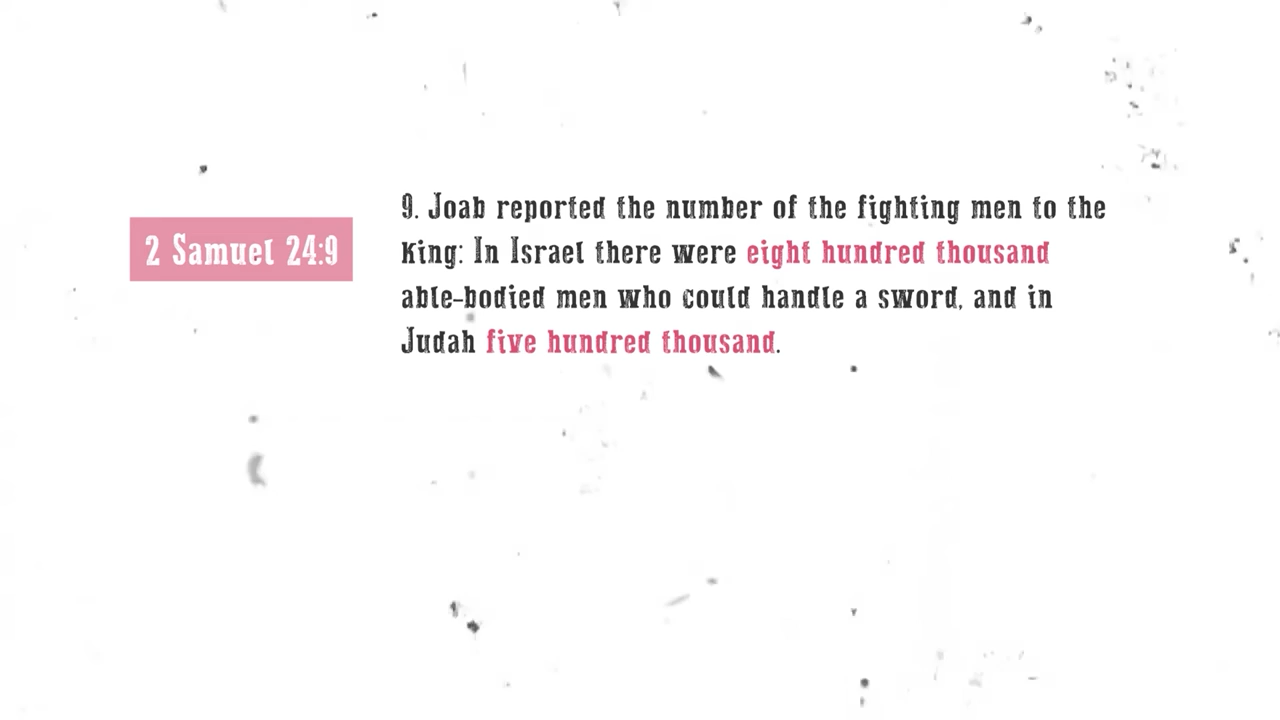 2 Samuel 24:9
9. Joab reported the number of the fighting men to the
King: In Israel there were eight hundred thousand
able-bodied men who could handle a sword, and in
Judah five hundred thousand.